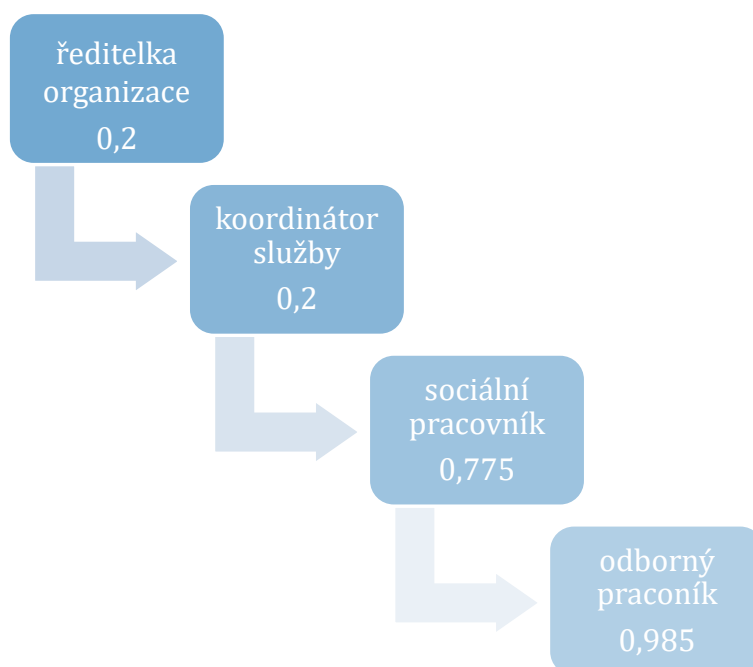 ředitelka
organizace
0,2
koordinátor
služby
0,2
sociální
pracovník
0,775
odborný
praconík
0,985